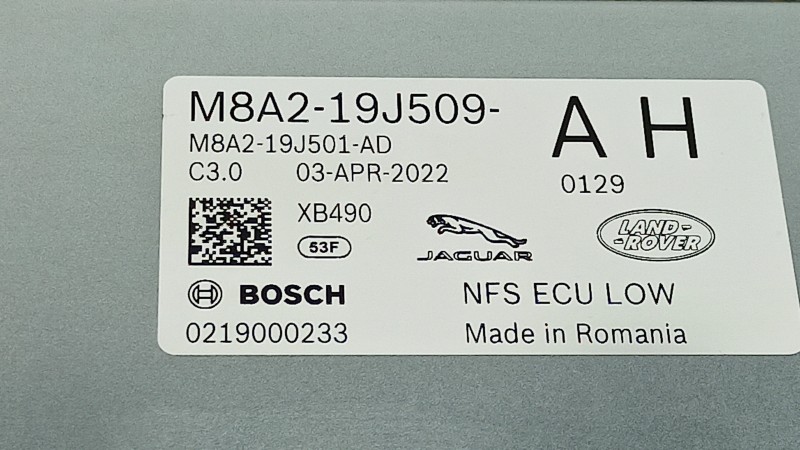 M8A2-19J509- A H
M8A2-19J501-AD
C3.0 03-APR-2022 0129
XB490
53F
JAGUAR
LAND-
-ROVER
BOSCH NFS ECU LOW
0219000233 Made in Romania